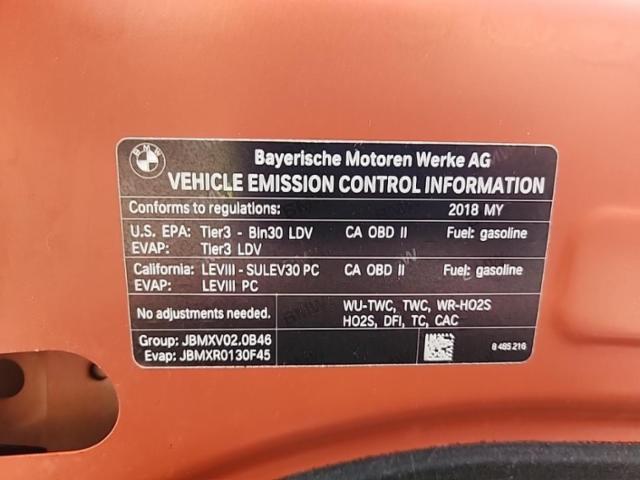 BMW
Bayerische Motoren Werke AG
VEHICLE EMISSION CONTROL INFORMATION
Conforms to regulations: 2018 MY
U.S. EPA: Tier3 - Bin30 LDV CA OBD II Fuel: gasoline
EVAP: Tier3 LDV
California: LEVIII - SULEV30 PC CA OBD II Fuel: gasoline
EVAP: LEVIII PC
No adjustments needed. WU-TWC, TWC, WR-HO2S
HO2S, DFI, TC, CAC
Group: JBMXV02.0B46
Evap: JBMXR0130F45 8 485 216